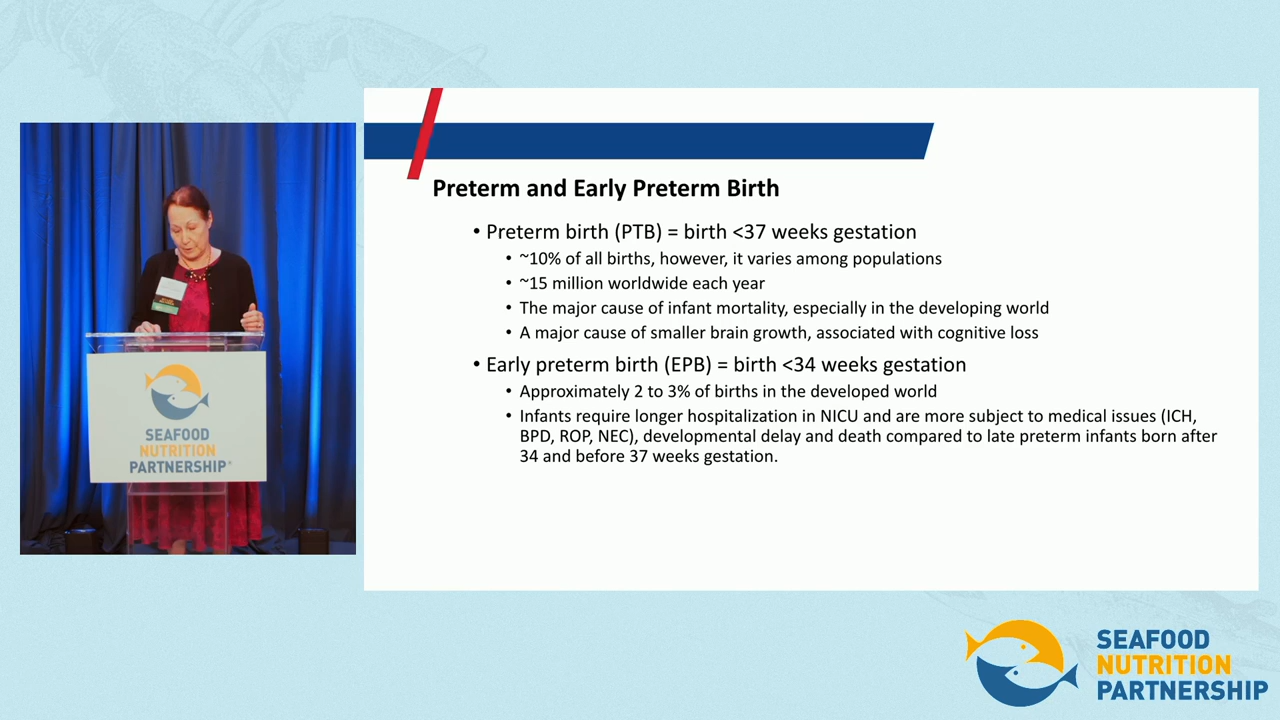 Preterm and Early Preterm Birth
• Preterm birth (PTB) = birth <37 weeks gestation
• ~10% of all births, however, it varies among populations
• ~15 million worldwide each year
• The major cause of infant mortality, especially in the developing world
• A major cause of smaller brain growth, associated with cognitive loss
• Early preterm birth (EPB) = birth <34 weeks gestation
• Approximately 2 to 3% of births in the developed world
• Infants require longer hospitalization in NICU and are more subject to medical issues (ICH,
BPD, ROP, NEC), developmental delay and death compared to late preterm infants born after
34 and before 37 weeks gestation.
SEAFOOD
NUTRITION
PARTNERSHIP®
SEAFOOD
NUTRITION
PARTNERSHIP